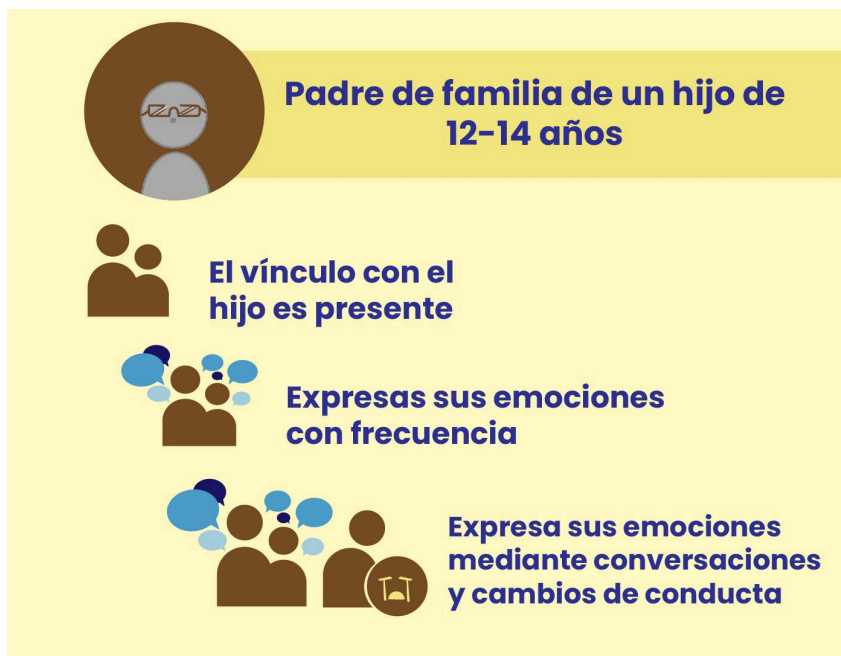 Padre de familia de un hijo de
12-14 años
El vínculo con el
hijo es presente
Expresas sus emociones
con frecuencia
Expresa sus emociones
mediante conversaciones
y cambios de conducta